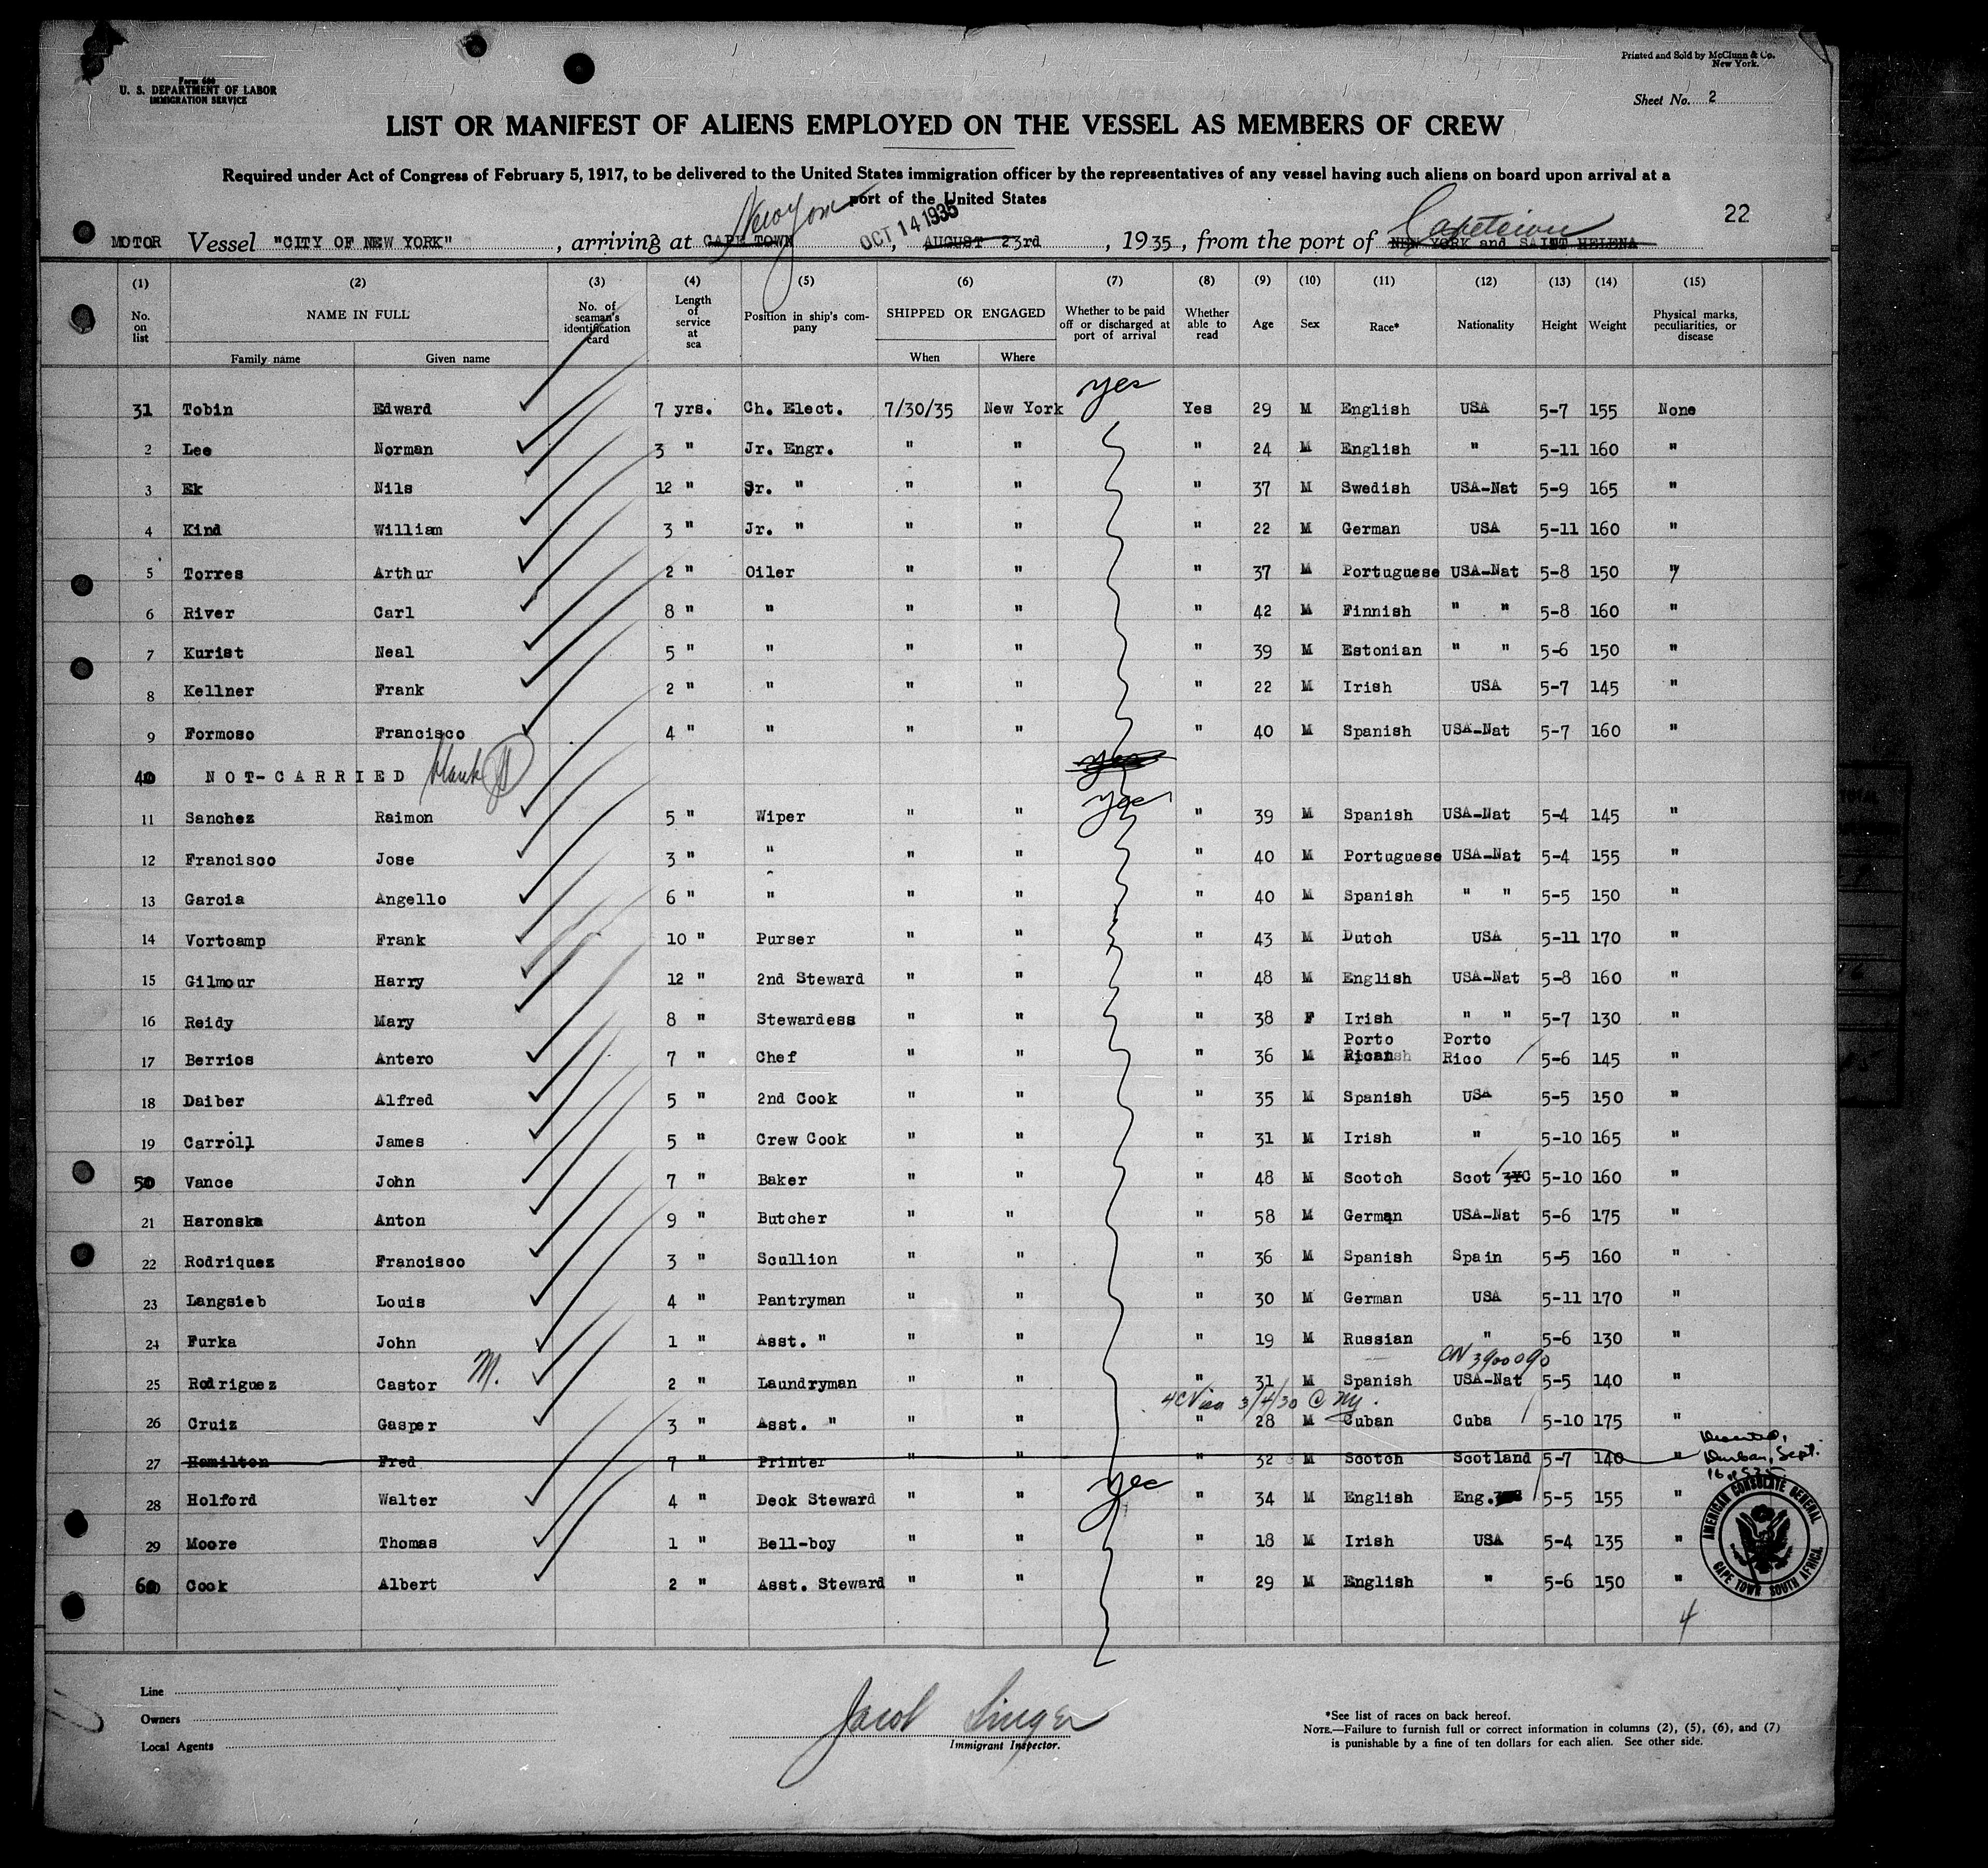 Printed and Sold by McClunn & Co.
New York.
Form 680
U. S. DEPARTMENT OF LABOR
IMMIGRATION SERVICE
Sheet No. 2
LIST OR MANIFEST OF ALIENS EMPLOYED ON THE VESSEL AS MEMBERS OF CREW
Required under Act of Congress of February 5, 1917, to be delivered to the United States immigration officer by the representatives of any vessel having such aliens on board upon arrival at a
port of the United States
22
New York OCT 14 1935 Capetown
MOTOR Vessel "CITY OF NEW YORK", arriving at CAPE TOWN, AUGUST 23rd, 1935, from the port of NEW YORK and SAINT HELENA
(1) (2) (3) (4) (5) (6) (7) (8) (9) (10) (11) (12) (13) (14) (15)
No. on list NAME IN FULL Family name Given name No. of seaman's identification card Length of service at sea Position in ship's company SHIPPED OR ENGAGED When Where Whether to be paid off or discharged at port of arrival Whether able to read Age Sex Race* Nationality Height Weight Physical marks, peculiarities, or disease
31 Tobin Edward 7 yrs. Ch. Elect. 7/30/35 New York yes Yes 29 M English USA 5-7 155 None
2 Lee Norman 3 " Jr. Engr. " " " 24 M English " 5-11 160 "
3 Ek Nils 12 " Jr. " " " " 37 M Swedish USA-Nat 5-9 165 "
4 Kind William 3 " Jr. " " " " 22 M German USA 5-11 160 "
5 Torres Arthur 2 " Oiler " " " 37 M Portuguese USA-Nat 5-8 150 "
6 River Carl 8 " " " " " 42 M Finnish " " 5-8 160 "
7 Kurist Neal 5 " " " " " 39 M Estonian " " 5-6 150 "
8 Kellner Frank 2 " " " " " 22 M Irish USA 5-7 145 "
9 Formoso Francisco 4 " " " " " 40 M Spanish USA-Nat 5-7 160 "
40 NOT-CARRIED blank yes
11 Sanchez Raimon 5 " Wiper " " yes " 39 M Spanish USA-Nat 5-4 145 "
12 Francisco Jose 3 " " " " " 40 M Portuguese USA-Nat 5-4 155 "
13 Garcia Angello 6 " " " " " 40 M Spanish " " 5-5 150 "
14 Vortcamp Frank 10 " Purser " " " 43 M Dutch USA 5-11 170 "
15 Gilmour Harry 12 " 2nd Steward " " " 48 M English USA-Nat 5-8 160 "
16 Reidy Mary 8 " Stewardess " " " 38 F Irish " " 5-7 130 "
17 Berrios Antero 7 " Chef " " " 36 M Porto Rican Porto Rico 5-6 145 "
18 Daiber Alfred 5 " 2nd Cook " " " 35 M Spanish USA 5-5 150 "
19 Carroll James 5 " Crew Cook " " " 31 M Irish " 5-10 165 "
50 Vance John 7 " Baker " " " 48 M Scotch Scot 3YC 5-10 160 "
21 Haronska Anton 9 " Butcher " " " 58 M German USA-Nat 5-6 175 "
22 Rodriquez Francisco 3 " Scullion " " " 36 M Spanish Spain 5-5 160 "
23 Langsieb Louis 4 " Pantryman " " " 30 M German USA 5-11 170 "
24 Furka John 1 " Asst. " " " " 19 M Russian " 5-6 130 "
CN 3900090
25 Rodriguez Castor M. 2 " Laundryman " " " 31 M Spanish USA-Nat 5-5 140 "
4C Visa 3/4/30 @ NY.
26 Cruiz Gasper 3 " Asst. " " " " 28 M Cuban Cuba 5-10 175 "
27 Hamilton Fred 7 " Printer " " " 32 M Scotch Scotland 5-7 140 " Durban, Sept.
28 Holford Walter 4 " Deck Steward " " yes " 34 M English Eng. 5-5 155 "
29 Moore Thomas 1 " Bell-boy " " " 18 M Irish USA 5-4 135 "
60 Cook Albert 2 " Asst. Steward " " " 29 M English " 5-6 150 "
AMERICAN CONSULATE GENERAL
CAPE TOWN SOUTH AFRICA.
4
Line
Owners
Local Agents
Jacob Singer
Immigrant Inspector.
*See list of races on back hereof.
NOTE.—Failure to furnish full or correct information in columns (2), (5), (6), and (7)
is punishable by a fine of ten dollars for each alien. See other side.